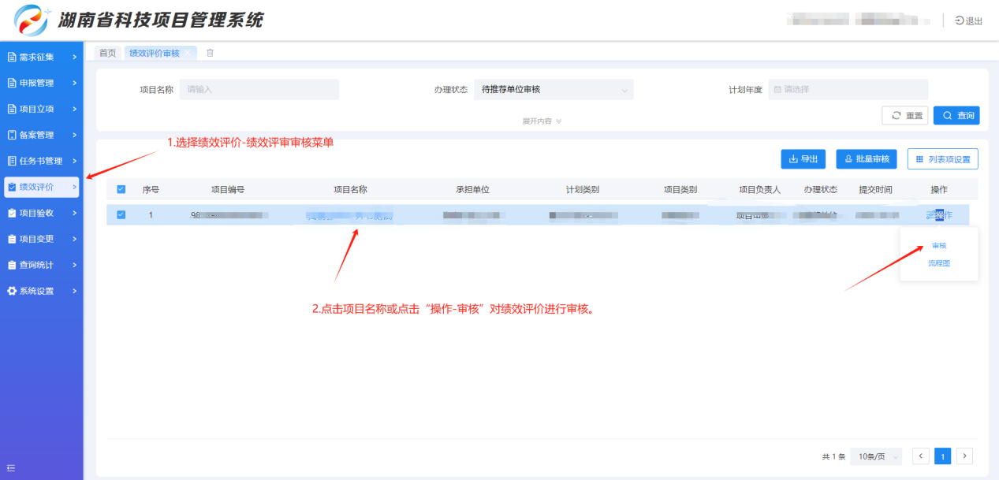 湖南省科技项目管理系统
退出
需求征集
申报管理
项目立项
备案管理
任务书管理
绩效评价
项目验收
项目变更
查询统计
系统设置
首页 绩效评价审核
项目名称 请输入 办理状态 待推荐单位审核 计划年度 请选择
展开内容 重置 查询
1.选择绩效评价-绩效评审审核菜单
导出 批量审核 列表项设置
序号 项目编号 项目名称 承担单位 计划类别 项目类别 项目负责人 办理状态 提交时间 操作
1 操作
审核
流程图
2.点击项目名称或点击“操作-审核”对绩效评价进行审核。
共 1 条 10条/页 1